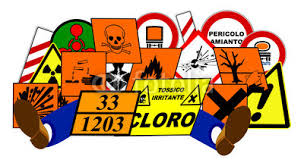 PERICOLO
AMIANTO
TOSSICO
IRRITANTE
33
1203
CLORO